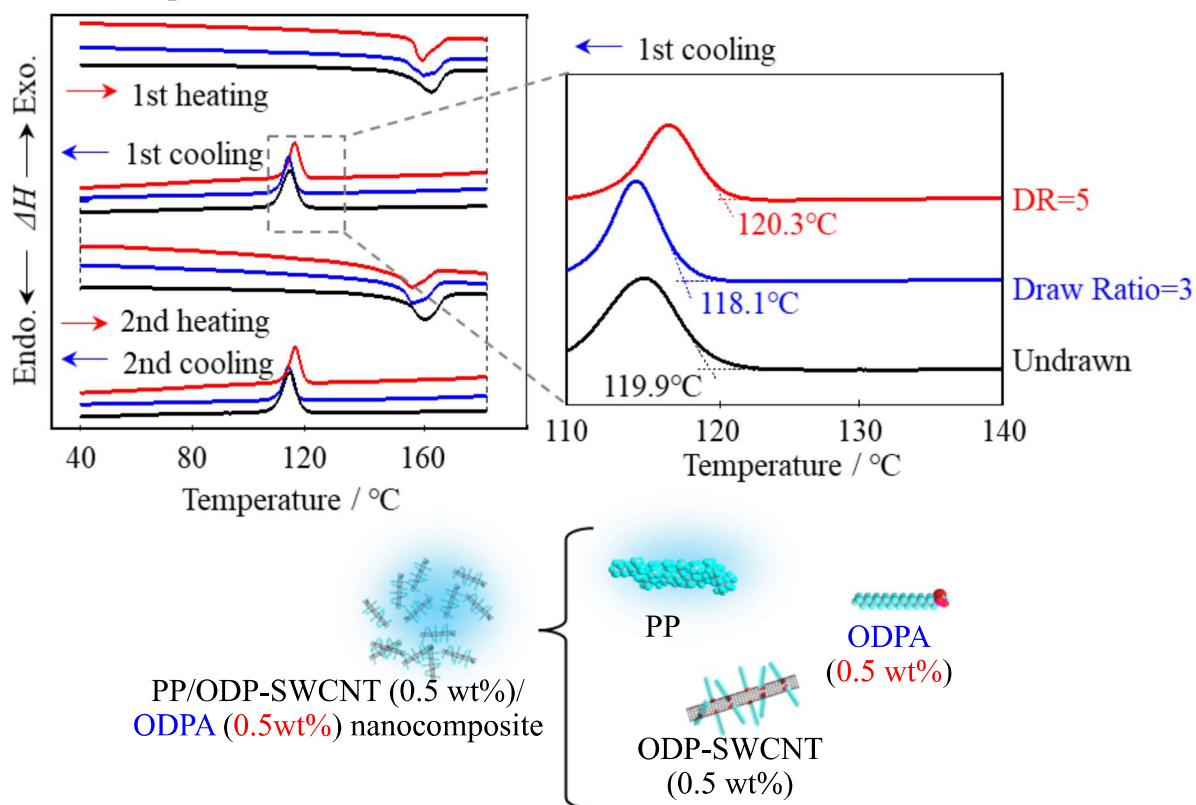 Endo.← ΔH → Exo.
→ 1st heating
← 1st cooling
→ 2nd heating
← 2nd cooling
40 80 120 160
Temperature / °C
← 1st cooling
120.3°C
118.1°C
119.9°C
DR=5
Draw Ratio=3
Undrawn
110 120 130 140
Temperature / °C
PP/ODP-SWCNT (0.5 wt%)/
ODPA (0.5wt%) nanocomposite
PP
ODPA
(0.5 wt%)
ODP-SWCNT
(0.5 wt%)